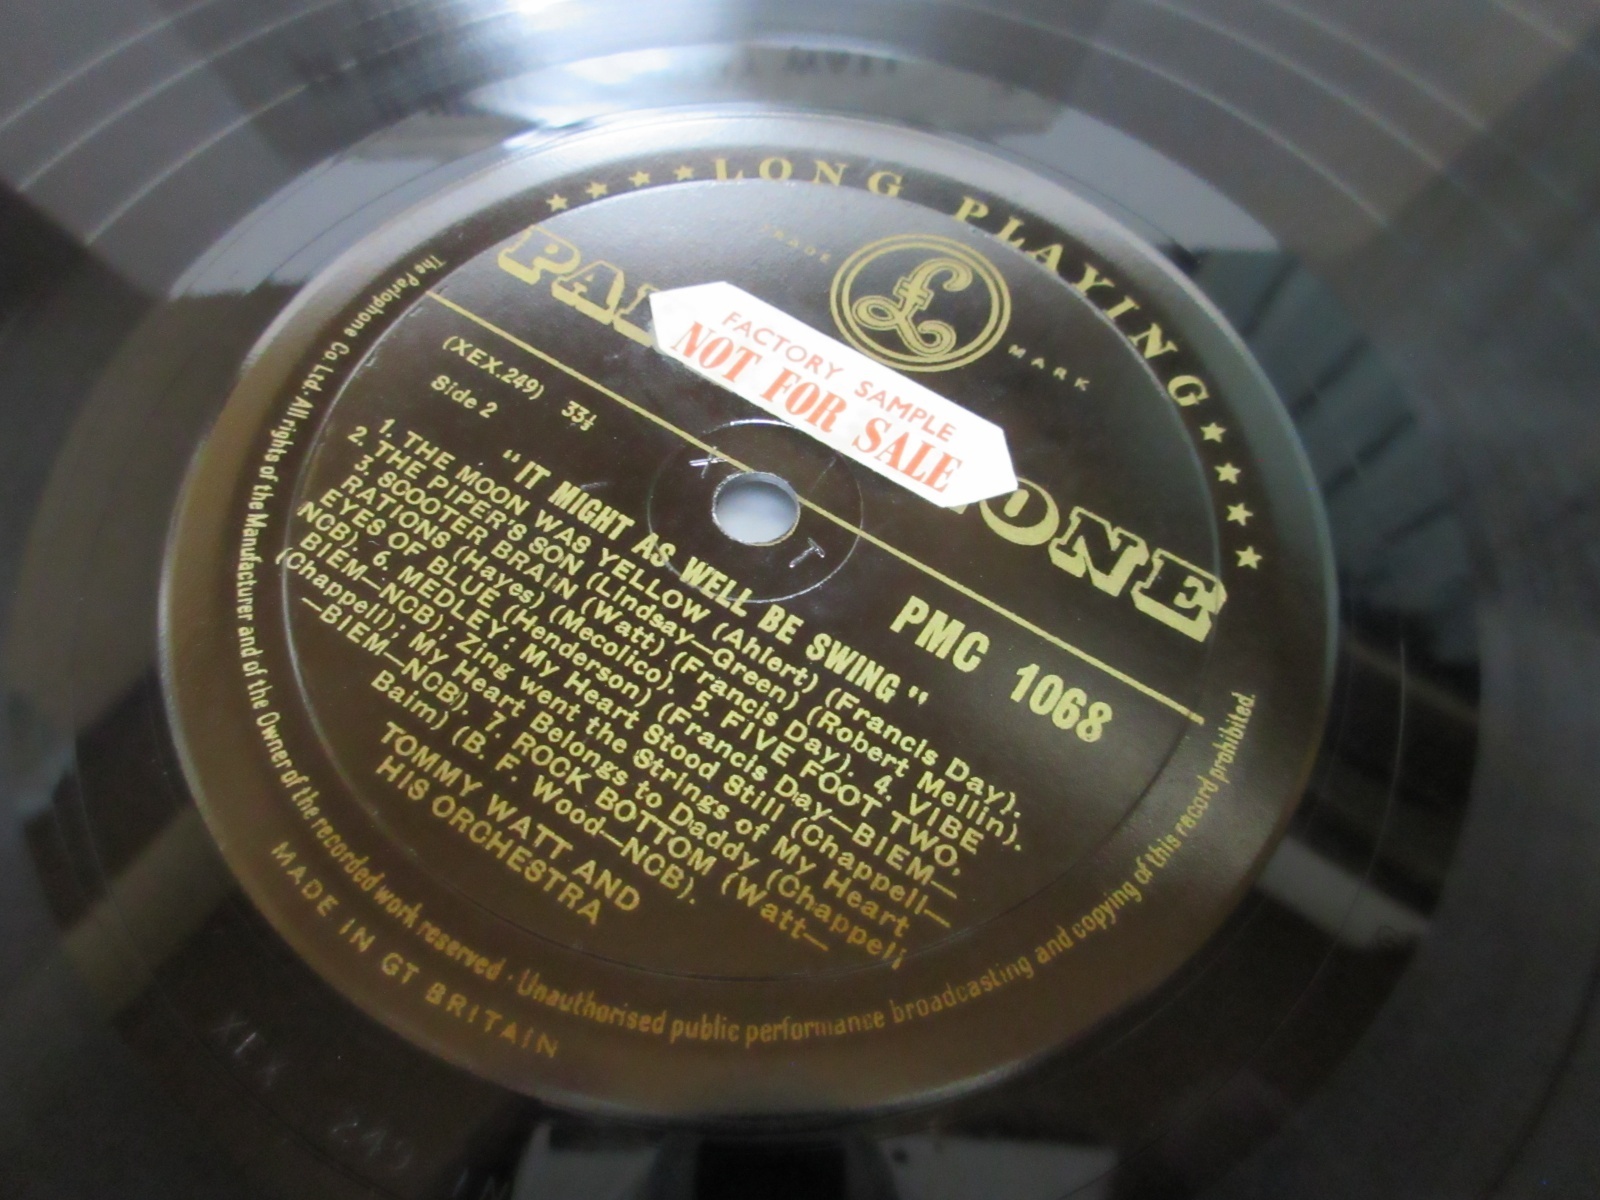 ★★★★ LONG PLAYING ★★★★
TRADE
£
MARK
PA
ONE
FACTORY SAMPLE
NOT FOR SALE
(XEX.249) 33⅓
Side 2
PMC 1068
"IT MIGHT AS WELL BE SWING"
1. THE MOON WAS YELLOW (Ahlert) (Francis Day);
2. THE PIPER'S SON (Lindsay—Green) (Robert Mellin).
3. SCOOTER BRAIN (Watt) (Francis Day). 4. VIBE
RATIONS (Hayes) (Mecolico). 5. FIVE FOOT TWO,
EYES OF BLUE (Henderson) (Francis Day—BIEM—
NCB). 6. MEDLEY: My Heart Stood Still (Chappell—
BIEM—NCB); Zing went the Strings of My Heart
(Chappell); My Heart Belongs to Daddy (Chappell
—BIEM—NCB). 7. ROCK BOTTOM (Watt—
Baim) (B. F. Wood—NCB).
TOMMY WATT AND
HIS ORCHESTRA
The Parlophone Co. Ltd. All rights of the Manufacturer and of the Owner of the recorded work reserved · Unauthorised public performance broadcasting and copying of this record prohibited.
MADE IN GT BRITAIN
XEX 249